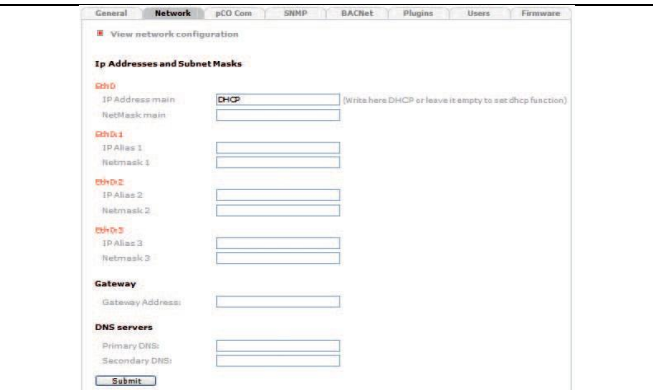 General Network pCO Com SNMP BACNet Plugins Users Firmware
View network configuration
Ip Addresses and Subnet Masks
Eth0
IP Address main DHCP (Write here DHCP or leave it empty to set dhcp function)
NetMask main
Eth0:1
IP Alias 1
Netmask 1
Eth0:2
IP Alias 2
Netmask 2
Eth0:3
IP Alias 3
Netmask 3
Gateway
Gateway Address:
DNS servers
Primary DNS:
Secondary DNS:
Submit